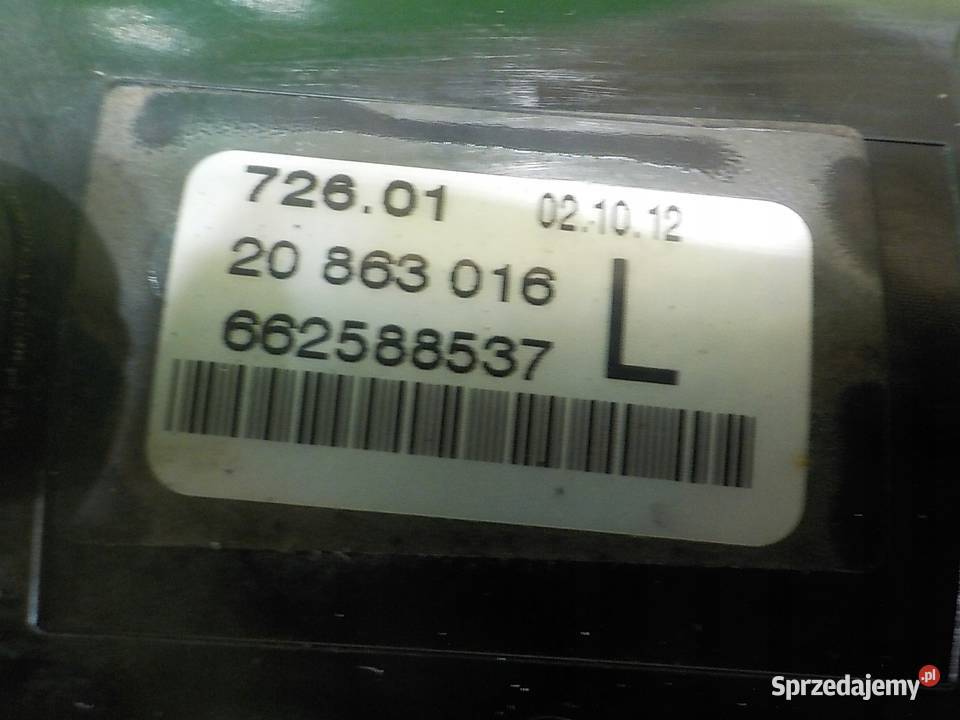 726.01 02.10.12
20 863 016
L
662588537
Sprzedajemy.pl